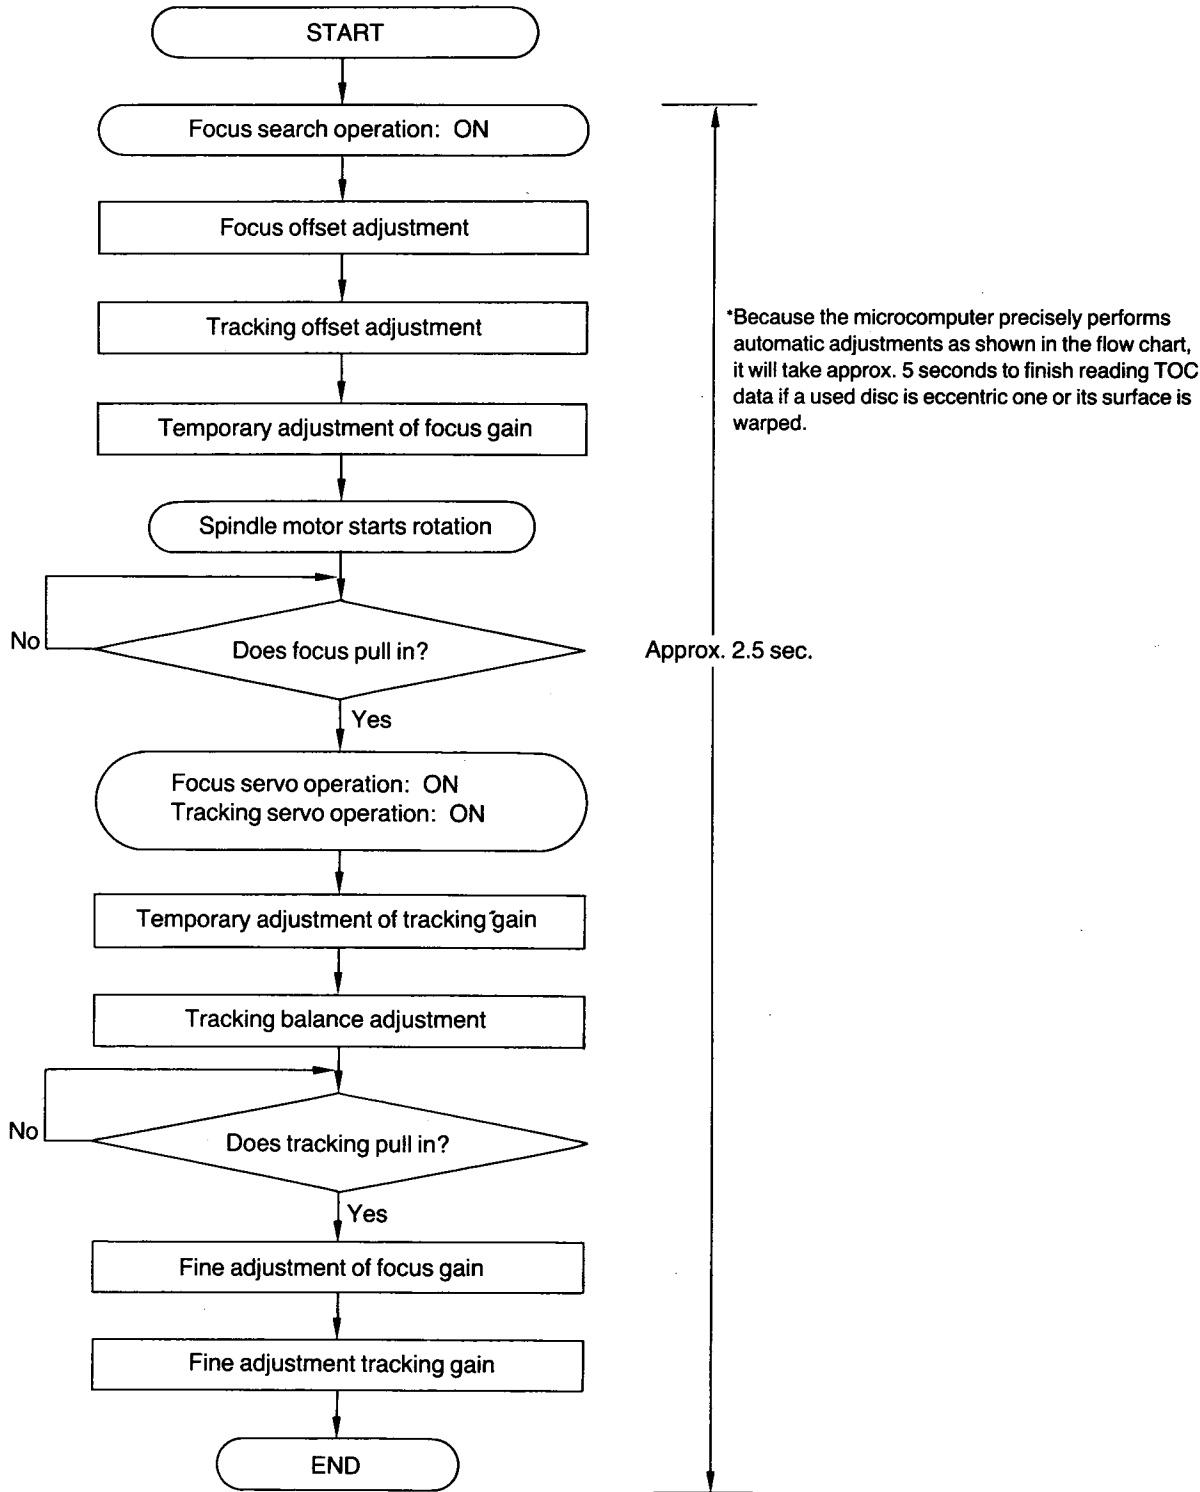 START
Focus search operation: ON
Focus offset adjustment
Tracking offset adjustment
*Because the microcomputer precisely performs
automatic adjustments as shown in the flow chart,
it will take approx. 5 seconds to finish reading TOC
data if a used disc is eccentric one or its surface is
warped.
Temporary adjustment of focus gain
Spindle motor starts rotation
No
Does focus pull in?
Approx. 2.5 sec.
Yes
Focus servo operation: ON
Tracking servo operation: ON
Temporary adjustment of tracking gain
Tracking balance adjustment
No
Does tracking pull in?
Yes
Fine adjustment of focus gain
Fine adjustment tracking gain
END